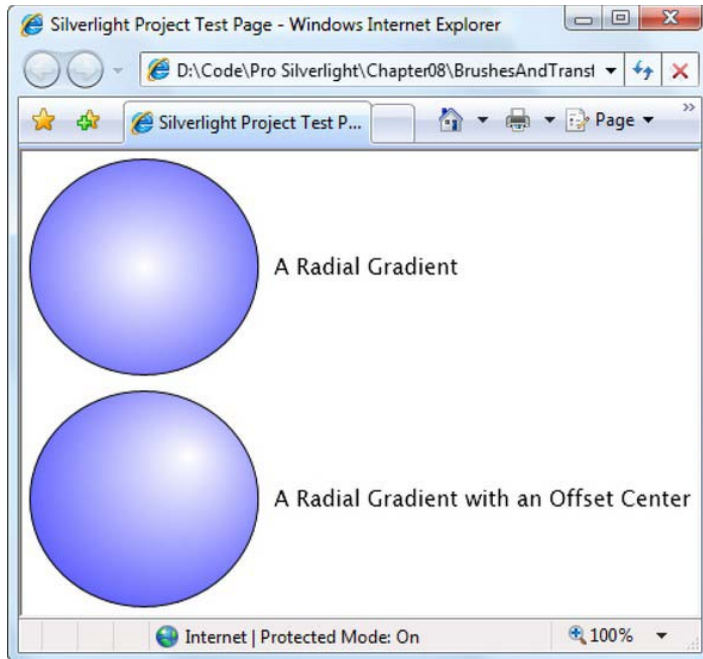 Silverlight Project Test Page - Windows Internet Explorer
D:\Code\Pro Silverlight\Chapter08\BrushesAndTransf
Silverlight Project Test P...
Page
A Radial Gradient
A Radial Gradient with an Offset Center
Internet | Protected Mode: On
100%